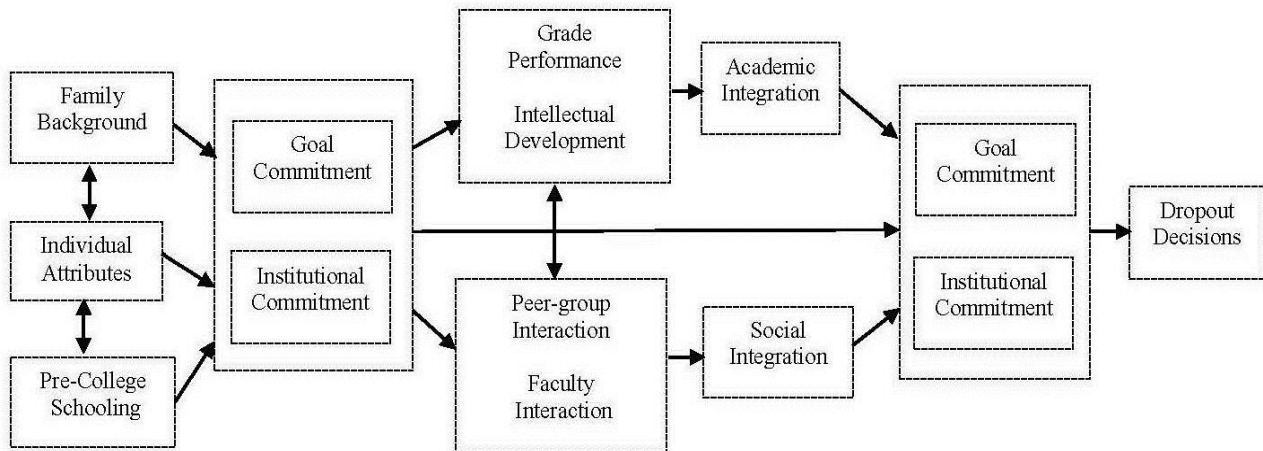 Family
Background
Individual
Attributes
Pre-College
Schooling
Goal
Commitment
Institutional
Commitment
Grade
Performance
Intellectual
Development
Peer-group
Interaction
Faculty
Interaction
Academic
Integration
Social
Integration
Goal
Commitment
Institutional
Commitment
Dropout
Decisions